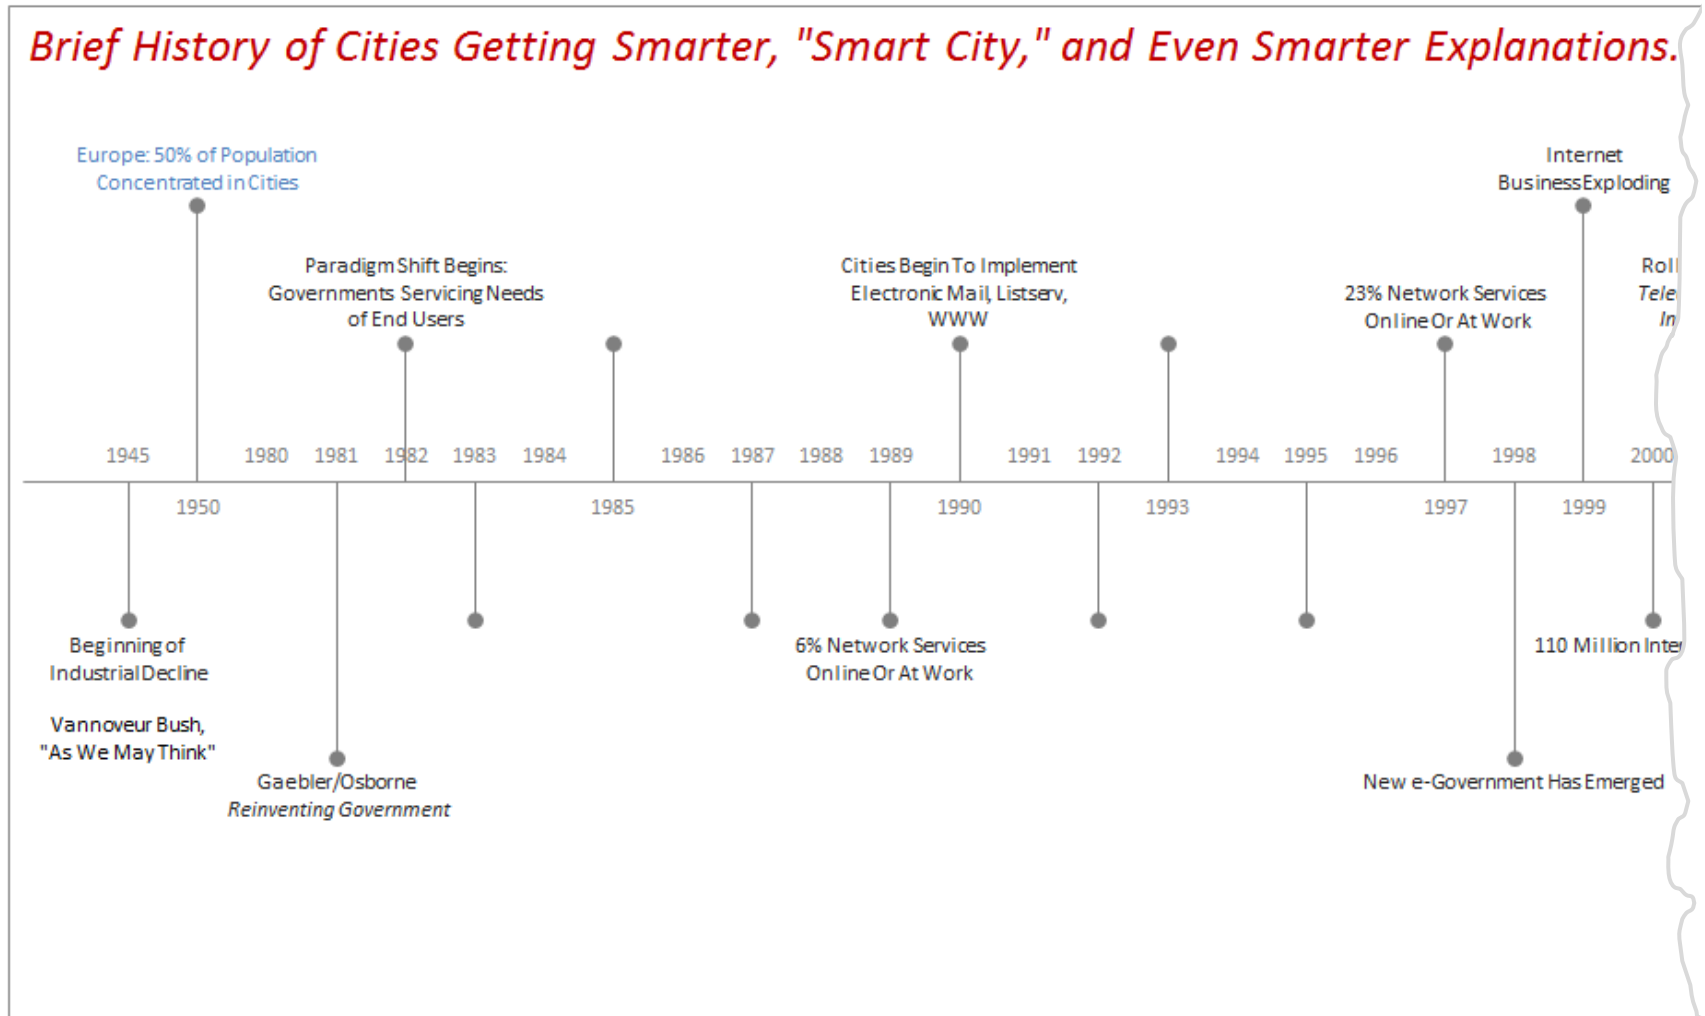 Brief History of Cities Getting Smarter, "Smart City," and Even Smarter Explanations.
Europe: 50% of Population
Concentrated in Cities
Internet
Business Exploding
Paradigm Shift Begins:
Governments Servicing Needs
of End Users
Cities Begin To Implement
Electronic Mail, Listserv,
WWW
23% Network Services
Online Or At Work
1945 1980 1981 1982 1983 1984 1986 1987 1988 1989 1991 1992 1994 1995 1996 1998 2000
1950 1985 1990 1993 1997 1999
Beginning of
Industrial Decline
Vannoveur Bush,
"As We May Think"
6% Network Services
Online Or At Work
110 Million
Gaebler/Osborne
Reinventing Government
New e-Government Has Emerged